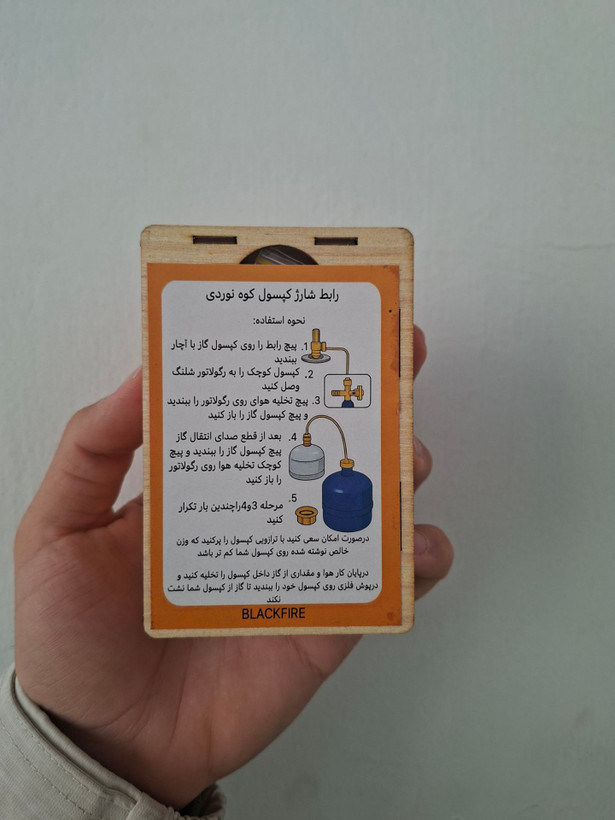 رابط شارژ کپسول کوه نوردی
نحوه استفاده:
1. پیچ رابط را روی کپسول گاز با آچار
ببندید
2. کپسول کوچک را به رگولاتور شلنگ
وصل کنید
3. پیچ تخلیه هوای روی رگولاتور را ببندید
و پیچ کپسول گاز را باز کنید
4. بعد از قطع صدای انتقال گاز
پیچ کپسول گاز را ببندید و پیچ
کوچک تخلیه هوا روی رگولاتور
را باز کنید
5. مرحله 3و4راچندین بار تکرار
کنید
درصورت امکان سعی کنید با ترازویی کپسول را پرکنید که وزن
خالص نوشته شده روی کپسول شما کم تر باشد
درپایان کار هوا و مقداری از گاز داخل کپسول را تخلیه کنید و
درپوش فلزی روی کپسول خود را ببندید تا گاز از کپسول شما نشت
نکند
BLACKFIRE